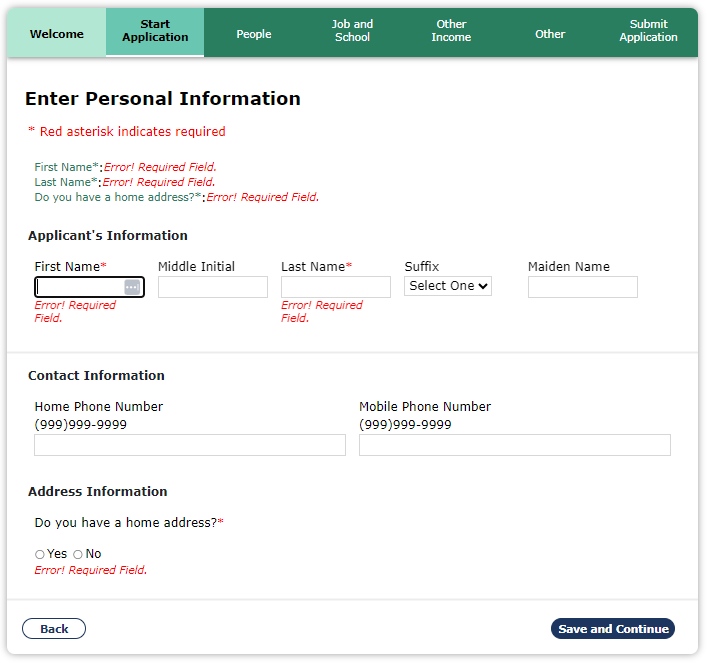 Welcome
Start
Application
People
Job and
School
Other
Income
Other
Submit
Application
Enter Personal Information
* Red asterisk indicates required
First Name*:Error! Required Field.
Last Name*:Error! Required Field.
Do you have a home address?*:Error! Required Field.
Applicant's Information
First Name* Middle Initial Last Name* Suffix Maiden Name
Select One
Error! Required Error! Required
Field. Field.
Contact Information
Home Phone Number Mobile Phone Number
(999)999-9999 (999)999-9999
Address Information
Do you have a home address?*
Yes No
Error! Required Field.
Back Save and Continue